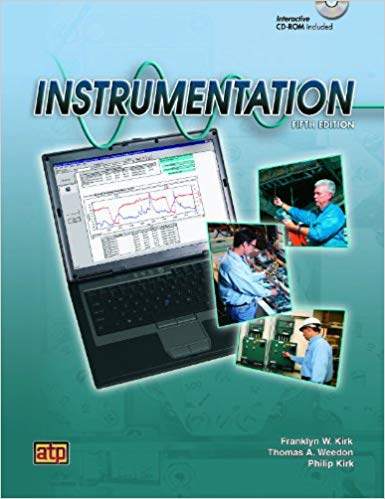 Interactive
CD-ROM Included
INSTRUMENTATION
FIFTH EDITION
Franklyn W. Kirk
Thomas A. Weedon
Philip Kirk
atp